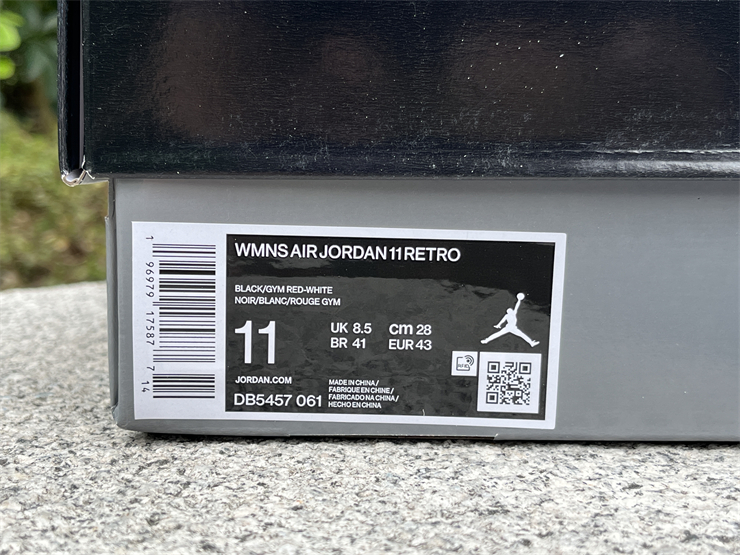 WMNS AIR JORDAN 11 RETRO
BLACK/GYM RED-WHITE
NOIR/BLANC/ROUGE GYM
11
UK 8.5 cm 28
BR 41 EUR 43
JORDAN.COM
DB5457 061
MADE IN CHINA/
FABRIQUE EN CHINE/
FABRICADO NA CHINA/
HECHO EN CHINA
RFID
1 96979 17587 7 14